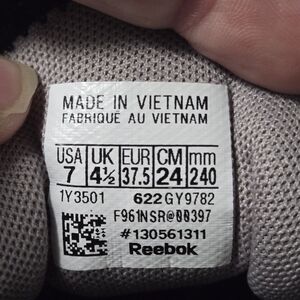 MADE IN VIETNAM
FABRIQUÉ AU VIETNAM
USA UK EUR CM mm
7 4½ 37.5 24 240
1Y3501 622 GY9782
F961NSR@00397
#130561311
Reebok